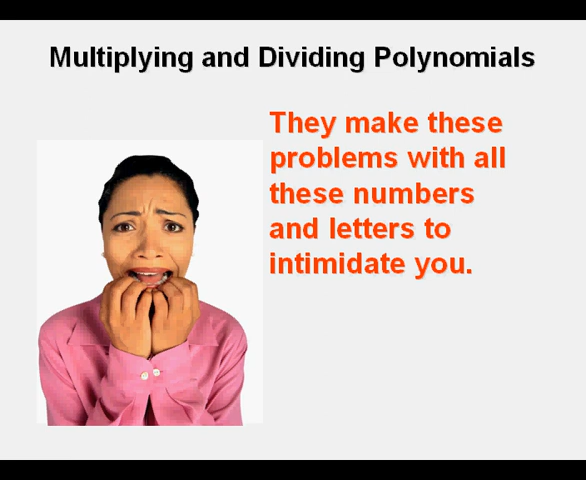 Multiplying and Dividing Polynomials
They make these
problems with all
these numbers
and letters to
intimidate you.